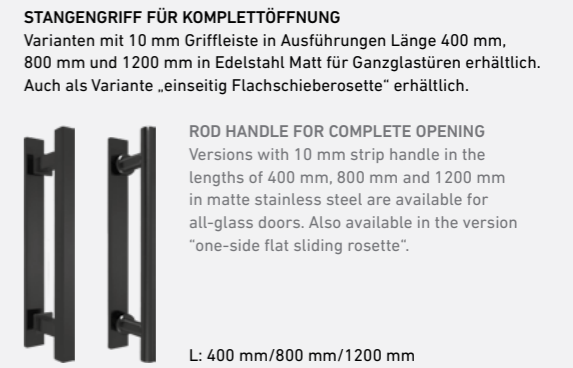 STANGENGRIFF FÜR KOMPLETTÖFFNUNG
Varianten mit 10 mm Griffleiste in Ausführungen Länge 400 mm,
800 mm und 1200 mm in Edelstahl Matt für Ganzglastüren erhältlich.
Auch als Variante „einseitig Flachschieberosette“ erhältlich.
ROD HANDLE FOR COMPLETE OPENING
Versions with 10 mm strip handle in the
lengths of 400 mm, 800 mm and 1200 mm
in matte stainless steel are available for
all-glass doors. Also available in the version
“one-side flat sliding rosette“.
L: 400 mm/800 mm/1200 mm